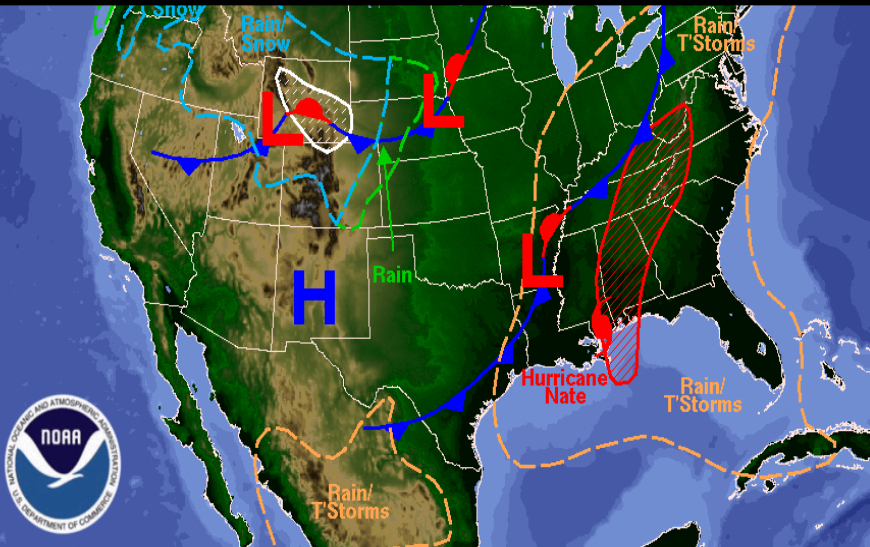 Snow
Rain/
Snow
Rain/
T'Storms
L
L
L
H
Rain
Hurricane
Nate
Rain/
T'Storms
Rain/
T'Storms
NOAA
NATIONAL OCEANIC AND ATMOSPHERIC ADMINISTRATION
U.S. DEPARTMENT OF COMMERCE